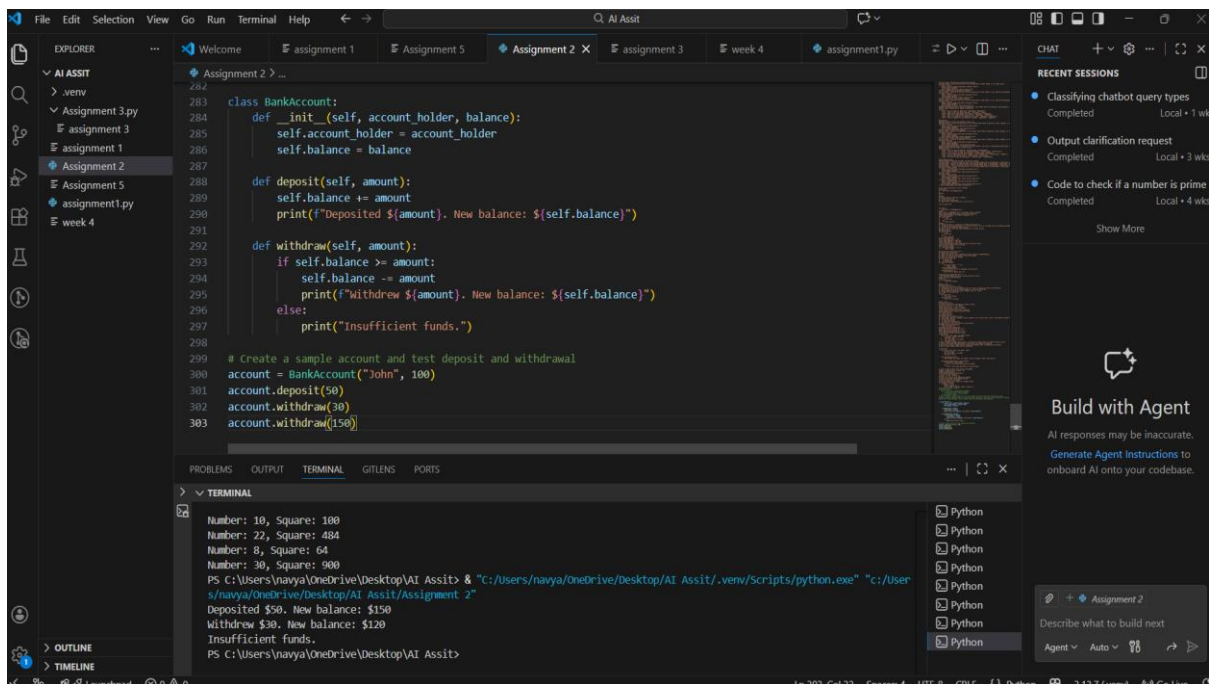 File Edit Selection View Go Run Terminal Help
AI Assit
Welcome
assignment 1
Assignment 5
Assignment 2
assignment 3
week 4
assignment1.py
EXPLORER
AI ASSIT
.venv
Assignment 3.py
assignment 3
assignment 1
Assignment 2
Assignment 5
assignment1.py
week 4
OUTLINE
TIMELINE
Assignment 2 > ...
282
283 class BankAccount:
284 def __init__(self, account_holder, balance):
285 self.account_holder = account_holder
286 self.balance = balance
287
288 def deposit(self, amount):
289 self.balance += amount
290 print(f"Deposited ${amount}. New balance: ${self.balance}")
291
292 def withdraw(self, amount):
293 if self.balance >= amount:
294 self.balance -= amount
295 print(f"Withdrew ${amount}. New balance: ${self.balance}")
296 else:
297 print("Insufficient funds.")
298
299 # Create a sample account and test deposit and withdrawal
300 account = BankAccount("John", 100)
301 account.deposit(50)
302 account.withdraw(30)
303 account.withdraw(150)
PROBLEMS OUTPUT TERMINAL GITLENS PORTS
TERMINAL
Number: 10, Square: 100
Number: 22, Square: 484
Number: 8, Square: 64
Number: 30, Square: 900
PS C:\Users\navya\OneDrive\Desktop\AI Assit> & "C:/Users/navya/OneDrive/Desktop/AI Assit/.venv/Scripts/python.exe" "c:/User
s/navya/OneDrive/Desktop/AI Assit/Assignment 2"
Deposited $50. New balance: $150
Withdrew $30. New balance: $120
Insufficient funds.
PS C:\Users\navya\OneDrive\Desktop\AI Assit>
Python
Python
Python
Python
Python
Python
Python
Python
CHAT
RECENT SESSIONS
Classifying chatbot query types
Completed Local • 1 wk
Output clarification request
Completed Local • 3 wks
Code to check if a number is prime
Completed Local • 4 wks
Show More
Build with Agent
AI responses may be inaccurate.
Generate Agent Instructions to
onboard AI onto your codebase.
Assignment 2
Describe what to build next
Agent Auto